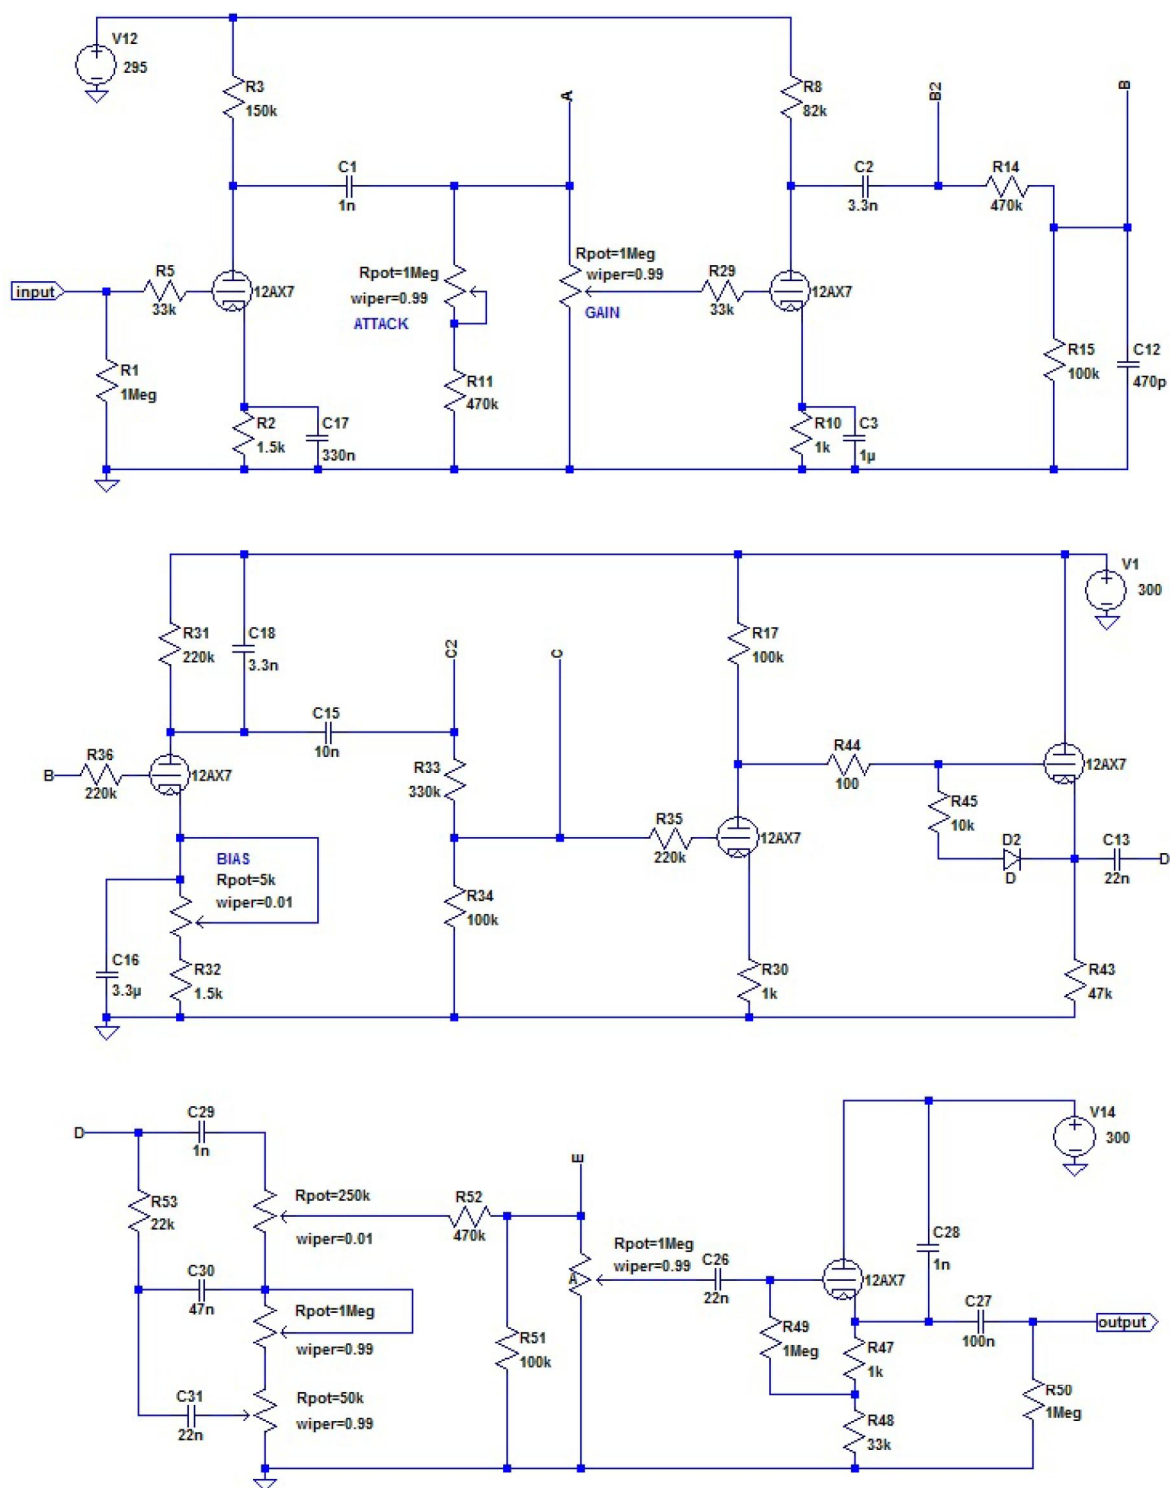 V12
295
R3
150k
A
R8
82k
B2
B
C1
1n
C2
3.3n
R14
470k
input
R5
33k
12AX7
Rpot=1Meg
wiper=0.99
ATTACK
Rpot=1Meg
wiper=0.99
GAIN
R29
33k
12AX7
R1
1Meg
R11
470k
R15
100k
C12
470p
R2
1.5k
C17
330n
R10
1k
C3
1µ
V1
300
R31
220k
C18
3.3n
C2
C
R17
100k
C15
10n
B
R36
220k
12AX7
R33
330k
R44
100
12AX7
R35
220k
12AX7
R45
10k
D2
D
C13
22n
D
BIAS
Rpot=5k
wiper=0.01
R34
100k
C16
3.3µ
R32
1.5k
R30
1k
R43
47k
D
C29
1n
V14
300
E
R53
22k
Rpot=250k
wiper=0.01
R52
470k
C28
1n
C30
47n
Rpot=1Meg
wiper=0.99
A
Rpot=1Meg
wiper=0.99
C26
22n
12AX7
C27
100n
output
R51
100k
R49
1Meg
R47
1k
C31
22n
Rpot=50k
wiper=0.99
R50
1Meg
R48
33k